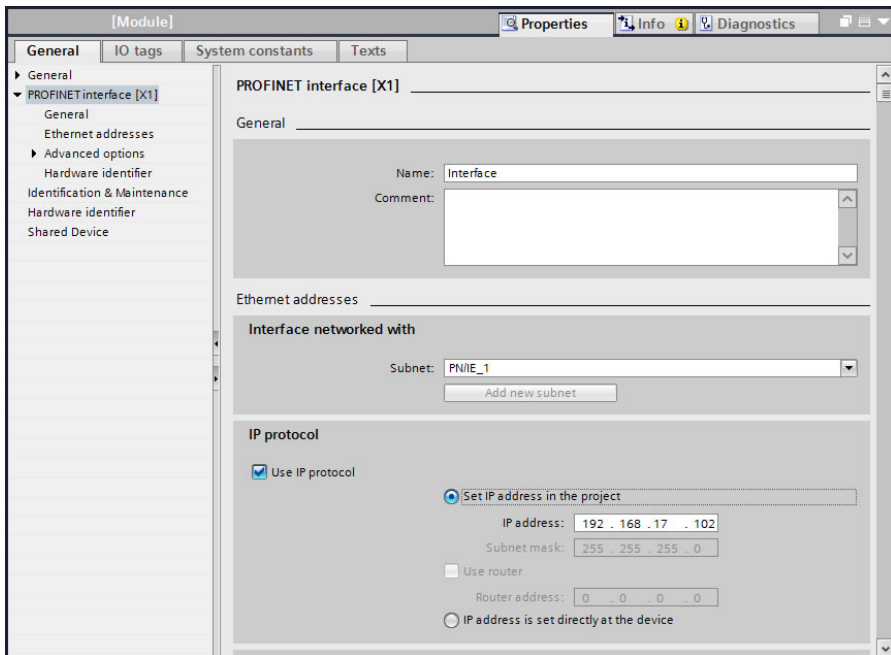 [Module]
Properties
Info
Diagnostics
General
IO tags
System constants
Texts
General
PROFINET interface [X1]
General
Ethernet addresses
Advanced options
Hardware identifier
Identification & Maintenance
Hardware identifier
Shared Device
PROFINET interface [X1]
General
Name: Interface
Comment:
Ethernet addresses
Interface networked with
Subnet: PN/IE_1
Add new subnet
IP protocol
Use IP protocol
Set IP address in the project
IP address: 192 . 168 . 17 . 102
Subnet mask: 255 . 255 . 255 . 0
Use router
Router address: 0 . 0 . 0 . 0
IP address is set directly at the device